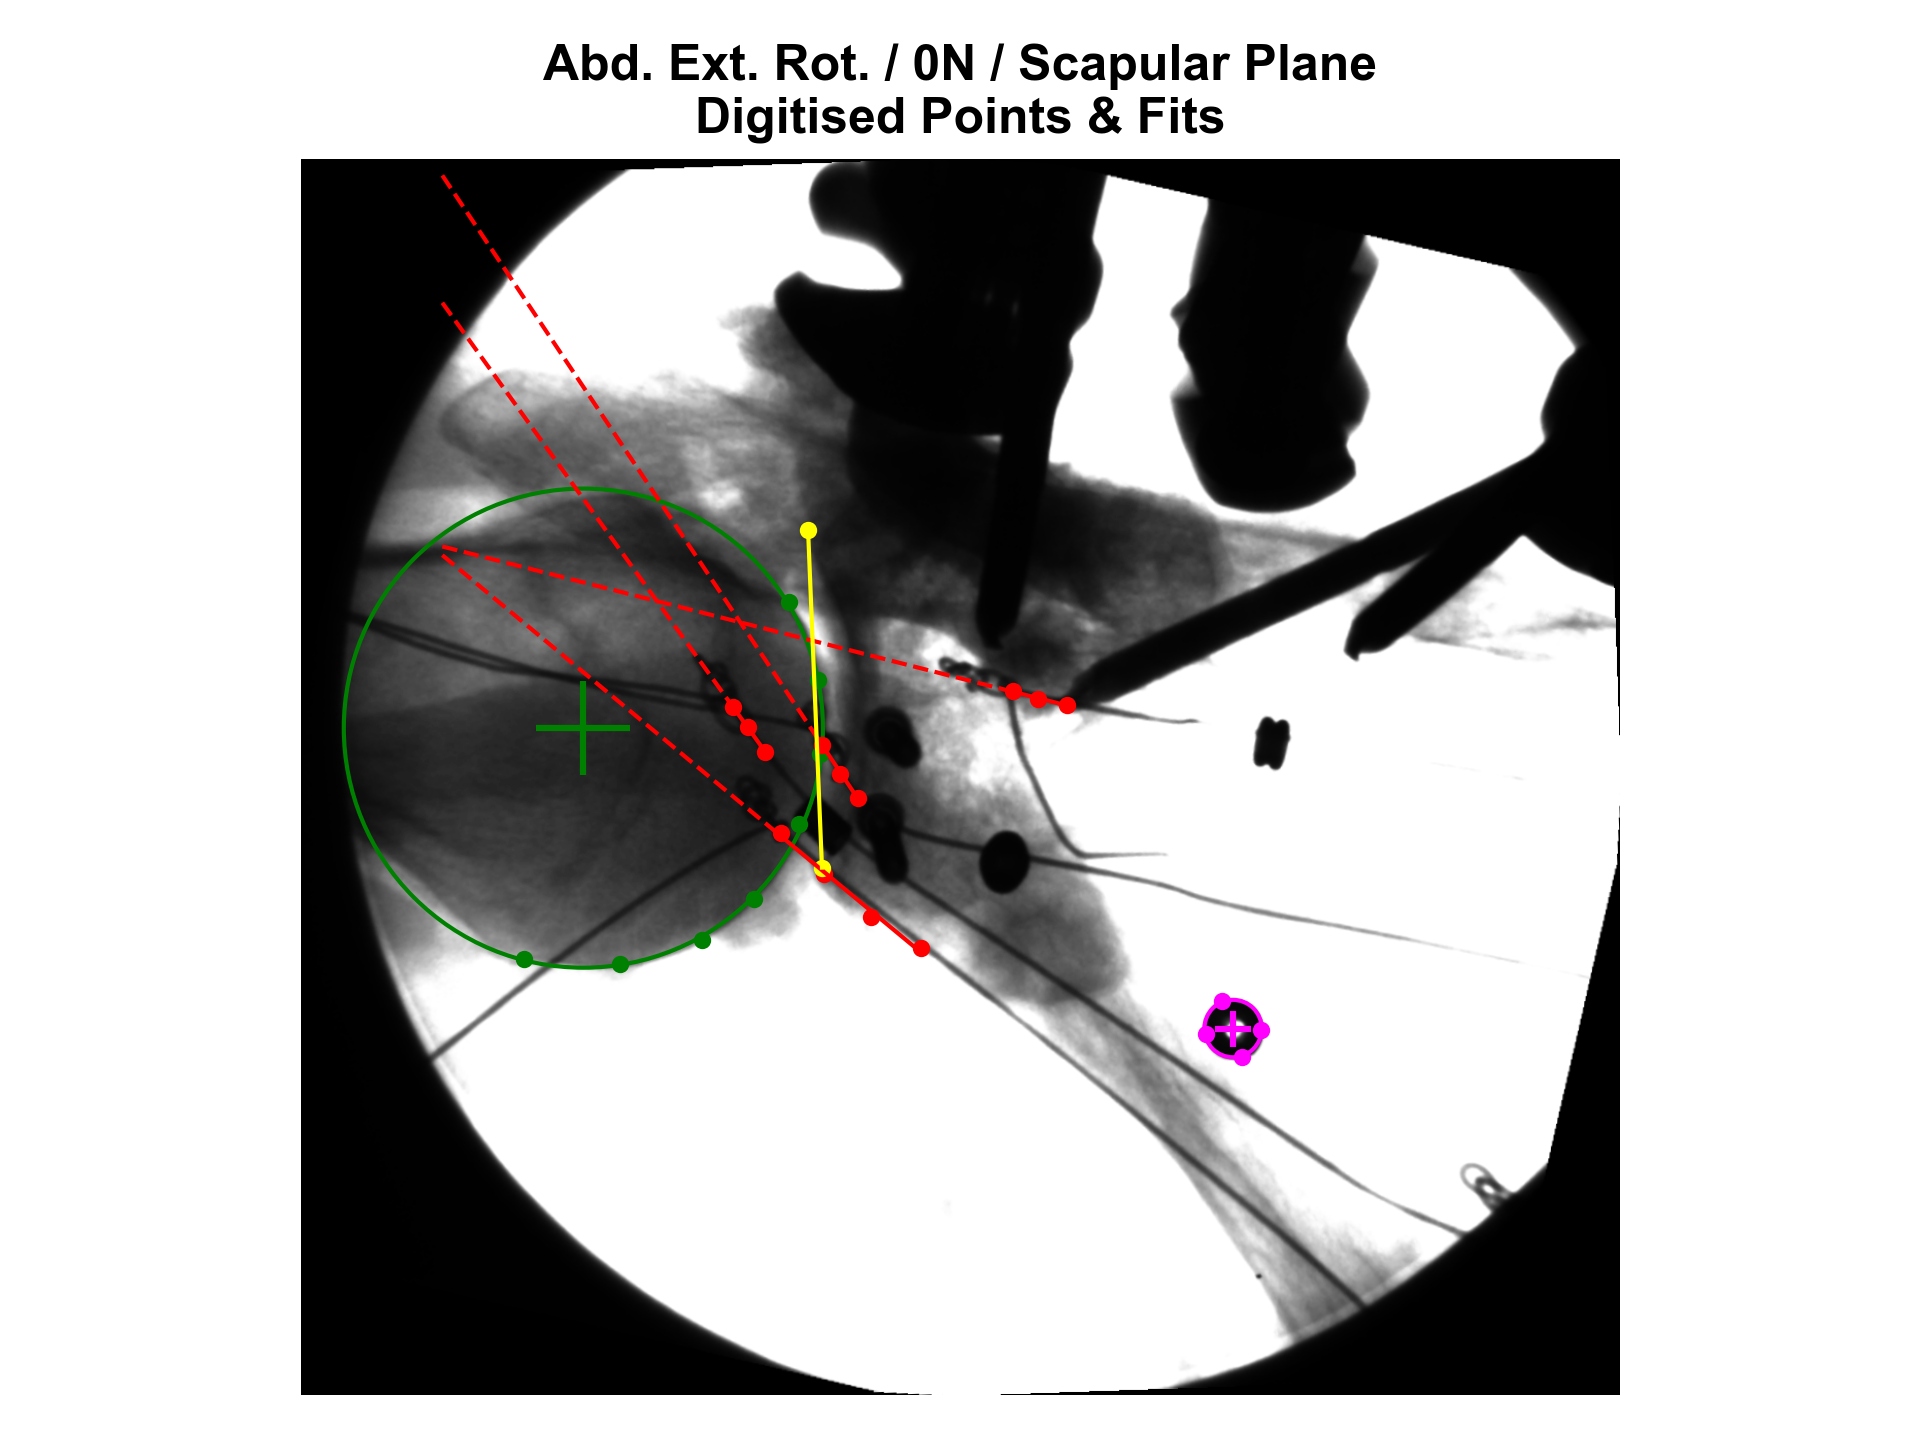 Abd. Ext. Rot. / 0N / Scapular Plane
Digitised Points & Fits